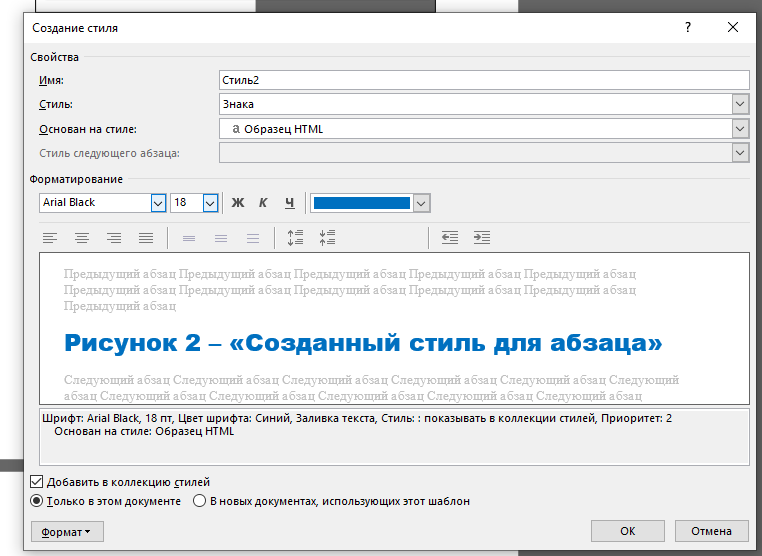 Создание стиля
?
Свойства
Имя:
Стиль2
Стиль:
Знака
Основан на стиле:
a Образец HTML
Стиль следующего абзаца:
Форматирование
Arial Black 18 Ж К Ч
Предыдущий абзац Предыдущий абзац Предыдущий абзац Предыдущий абзац Предыдущий абзац
Предыдущий абзац Предыдущий абзац Предыдущий абзац Предыдущий абзац Предыдущий абзац
Предыдущий абзац
Рисунок 2 – «Созданный стиль для абзаца»
Следующий абзац Следующий абзац Следующий абзац Следующий абзац Следующий абзац Следующий
абзац Следующий абзац Следующий абзац Следующий абзац Следующий абзац Следующий абзац
Шрифт: Arial Black, 18 пт, Цвет шрифта: Синий, Заливка текста, Стиль: : показывать в коллекции стилей, Приоритет: 2
Основан на стиле: Образец HTML
Добавить в коллекцию стилей
Только в этом документе В новых документах, использующих этот шаблон
Формат
ОК
Отмена